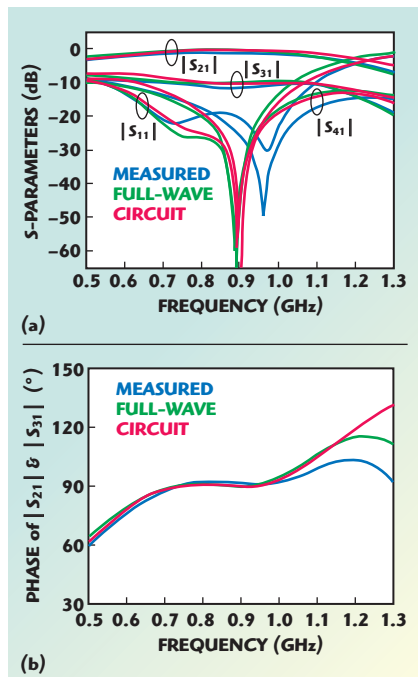 S-PARAMETERS (dB)
0
−10
−20
−30
−40
−50
−60
|S21|
|S31|
|S11|
|S41|
MEASURED
FULL-WAVE
CIRCUIT
0.5 0.6 0.7 0.8 0.9 1.0 1.1 1.2 1.3
FREQUENCY (GHz)
(a)
PHASE of |S21| & |S31| (°)
150
120
90
60
30
MEASURED
FULL-WAVE
CIRCUIT
0.5 0.6 0.7 0.8 0.9 1.0 1.1 1.2 1.3
FREQUENCY (GHz)
(b)